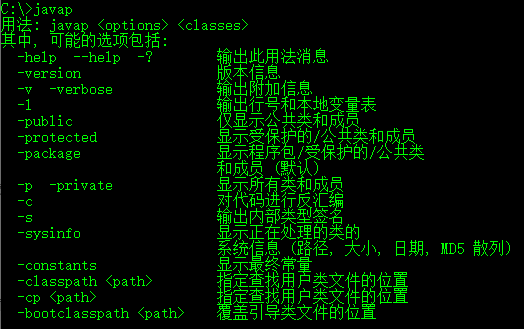 C:\>javap
用法: javap <options> <classes>
其中, 可能的选项包括:
-help --help -? 输出此用法消息
-version 版本信息
-v -verbose 输出附加信息
-l 输出行号和本地变量表
-public 仅显示公共类和成员
-protected 显示受保护的/公共类和成员
-package 显示程序包/受保护的/公共类
和成员 (默认)
-p -private 显示所有类和成员
-c 对代码进行反汇编
-s 输出内部类型签名
-sysinfo 显示正在处理的类的
系统信息 (路径, 大小, 日期, MD5 散列)
-constants 显示最终常量
-classpath <path> 指定查找用户类文件的位置
-cp <path> 指定查找用户类文件的位置
-bootclasspath <path> 覆盖引导类文件的位置